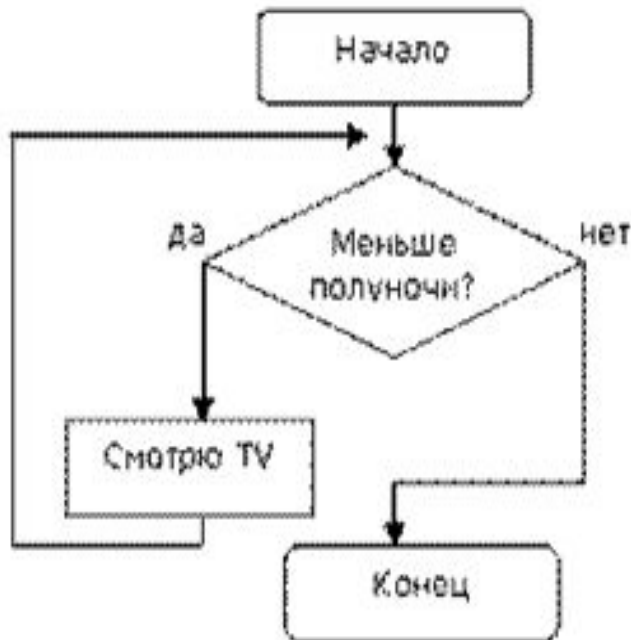 Начало
да
Меньше
полуночи?
нет
Смотрю TV
Конец